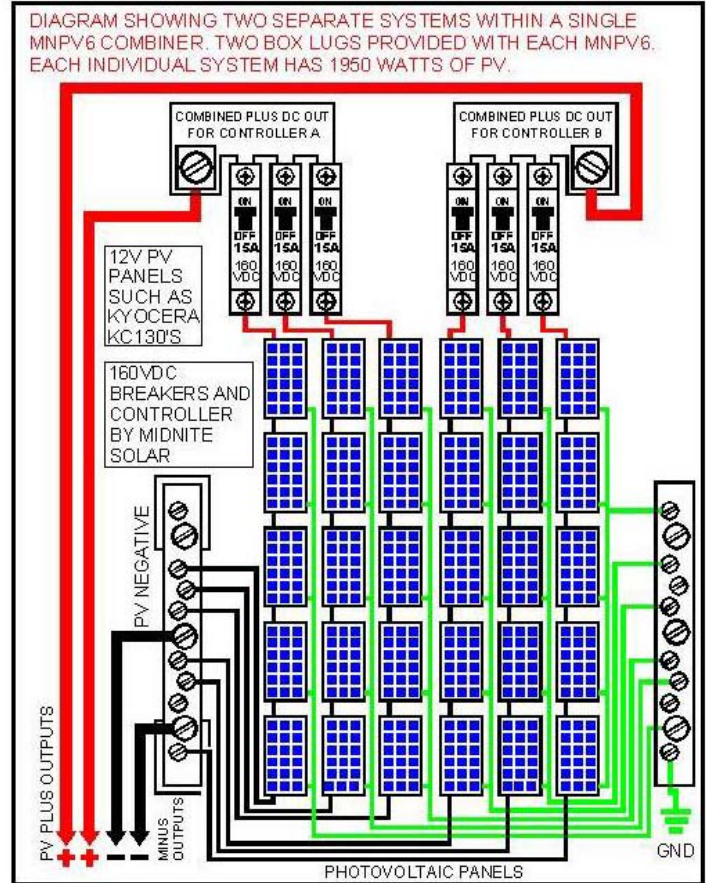 DIAGRAM SHOWING TWO SEPARATE SYSTEMS WITHIN A SINGLE
MNPV6 COMBINER. TWO BOX LUGS PROVIDED WITH EACH MNPV6.
EACH INDIVIDUAL SYSTEM HAS 1950 WATTS OF PV.
COMBINED PLUS DC OUT
FOR CONTROLLER A
COMBINED PLUS DC OUT
FOR CONTROLLER B
ON
OFF
15A
160
VDC
ON
OFF
15A
160
VDC
ON
OFF
15A
160
VDC
ON
OFF
15A
160
VDC
ON
OFF
15A
160
VDC
ON
OFF
15A
160
VDC
12V PV
PANELS
SUCH AS
KYOCERA
KC130'S
160VDC
BREAKERS AND
CONTROLLER
BY MIDNITE
SOLAR
PV NEGATIVE
PV PLUS OUTPUTS
+ + - -
MINUS
OUTPUTS
GND
PHOTOVOLTAIC PANELS